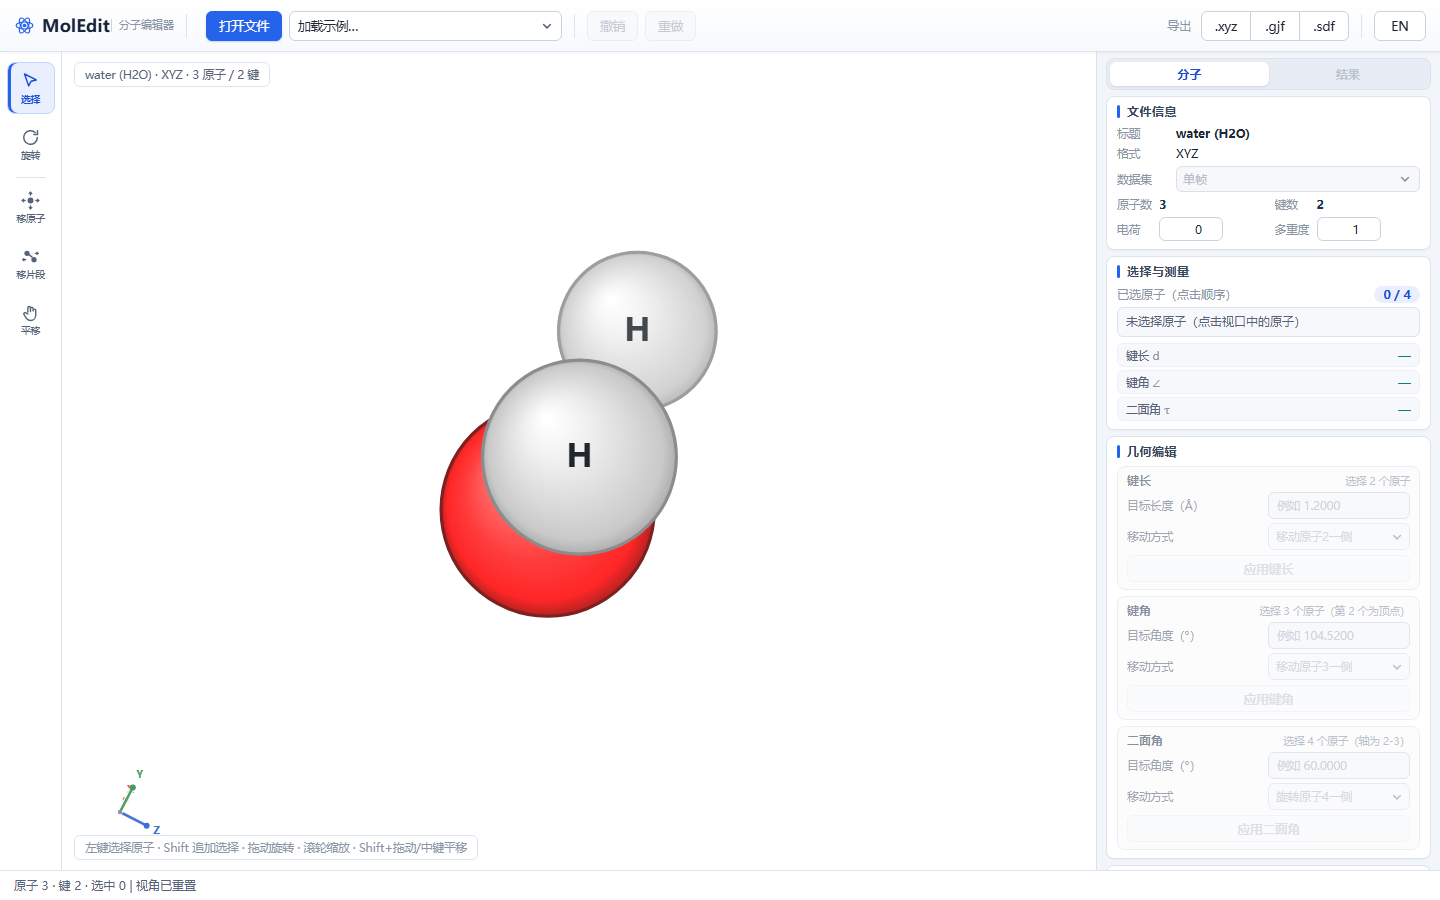 MolEdit 分子编辑器 打开文件 加载示例... 撤销 重做 导出 .xyz .gjf .sdf EN
选择
旋转
移原子
移片段
平移
water (H2O) · XYZ · 3 原子 / 2 键
H
H
Y
Z
左键选择原子 · Shift 追加选择 · 拖动旋转 · 滚轮缩放 · Shift+拖动/中键平移
分子 结果
文件信息
标题 water (H2O)
格式 XYZ
数据集 单帧
原子数 3 键数 2
电荷 0 多重度 1
选择与测量
已选原子（点击顺序） 0 / 4
未选择原子（点击视口中的原子）
键长 d —
键角 ∠ —
二面角 τ —
几何编辑
键长 选择 2 个原子
目标长度（Å） 例如 1.2000
移动方式 移动原子2一侧
应用键长
键角 选择 3 个原子（第 2 个为顶点）
目标角度（°） 例如 104.5200
移动方式 移动原子3一侧
应用键角
二面角 选择 4 个原子（轴为 2-3）
目标角度（°） 例如 60.0000
移动方式 旋转原子4一侧
应用二面角
原子 3 · 键 2 · 选中 0 | 视角已重置